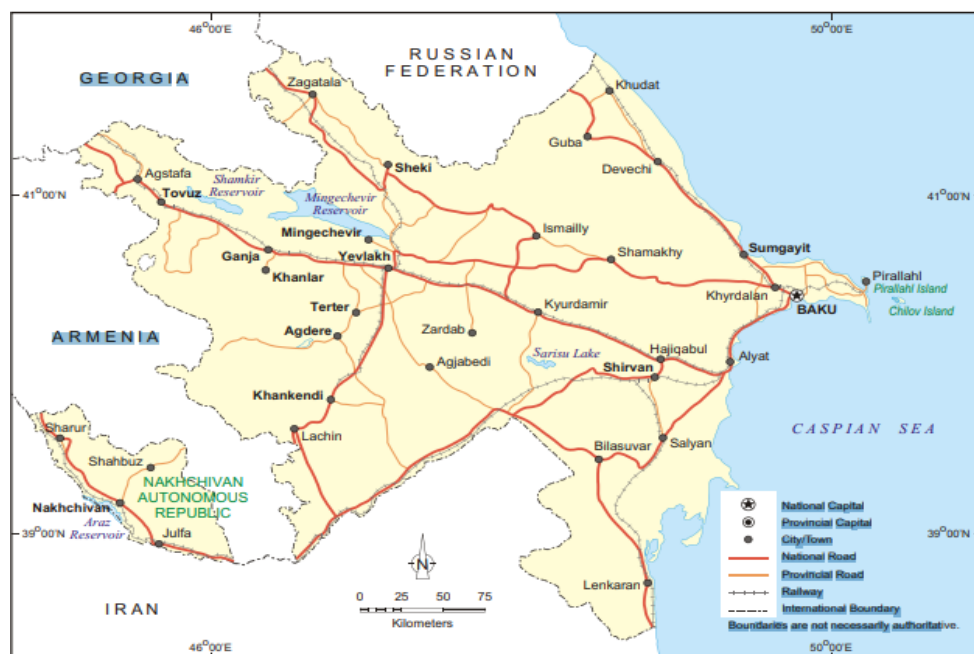 46°00'E
50°00'E
RUSSIAN
FEDERATION
GEORGIA
Zagatala
Khudat
Guba
Devechi
Sheki
Agstafa
Shamkir
Reservoir
41°00'N
41°00'N
Tovuz
Mingechevir
Reservoir
Mingechevir
Ismailly
Ganja
Yevlakh
Shamakhy
Sumgayit
Khanlar
Pirallahl
Pirallahl Island
Khyrdalan
BAKU
Chilov Island
Terter
Kyurdamir
Agdere
Zardab
ARMENIA
Agjabedi
Sarisu Lake
Hajiqabul
Alyat
Shirvan
Khankendi
Lachin
Sharur
Salyan
CASPIAN SEA
Bilasuvar
Shahbuz
NAKHCHIVAN
AUTONOMOUS
REPUBLIC
Nakhchivan
Araz
Reservoir
Julfa
39°00'N
39°00'N
N
Lenkaran
IRAN
0 25 50 75
Kilometers
National Capital
Provincial Capital
City/Town
National Road
Provincial Road
Railway
International Boundary
Boundaries are not necessarily authoritative.
46°00'E
50°00'E